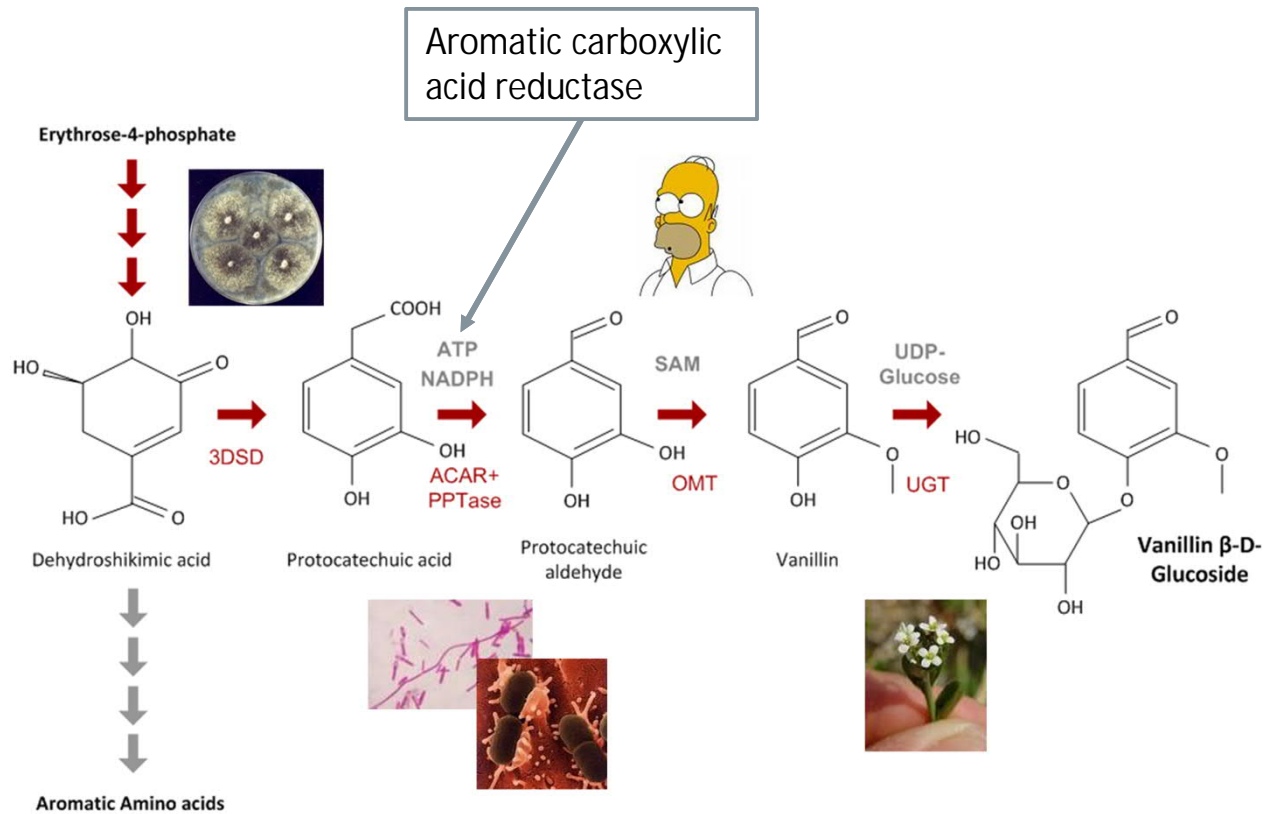 Aromatic carboxylic
acid reductase
Erythrose-4-phosphate
OH
HO
O
HO
O
3DSD
COOH
OH
OH
ATP
NADPH
ACAR+
PPTase
O
OH
OH
SAM
OMT
O
O
OH
UDP-
Glucose
UGT
O
O
O
HO
O
OH
HO
OH
Dehydroshikimic acid
Protocatechuic acid
Protocatechuic
aldehyde
Vanillin
Vanillin β-D-
Glucoside
Aromatic Amino acids